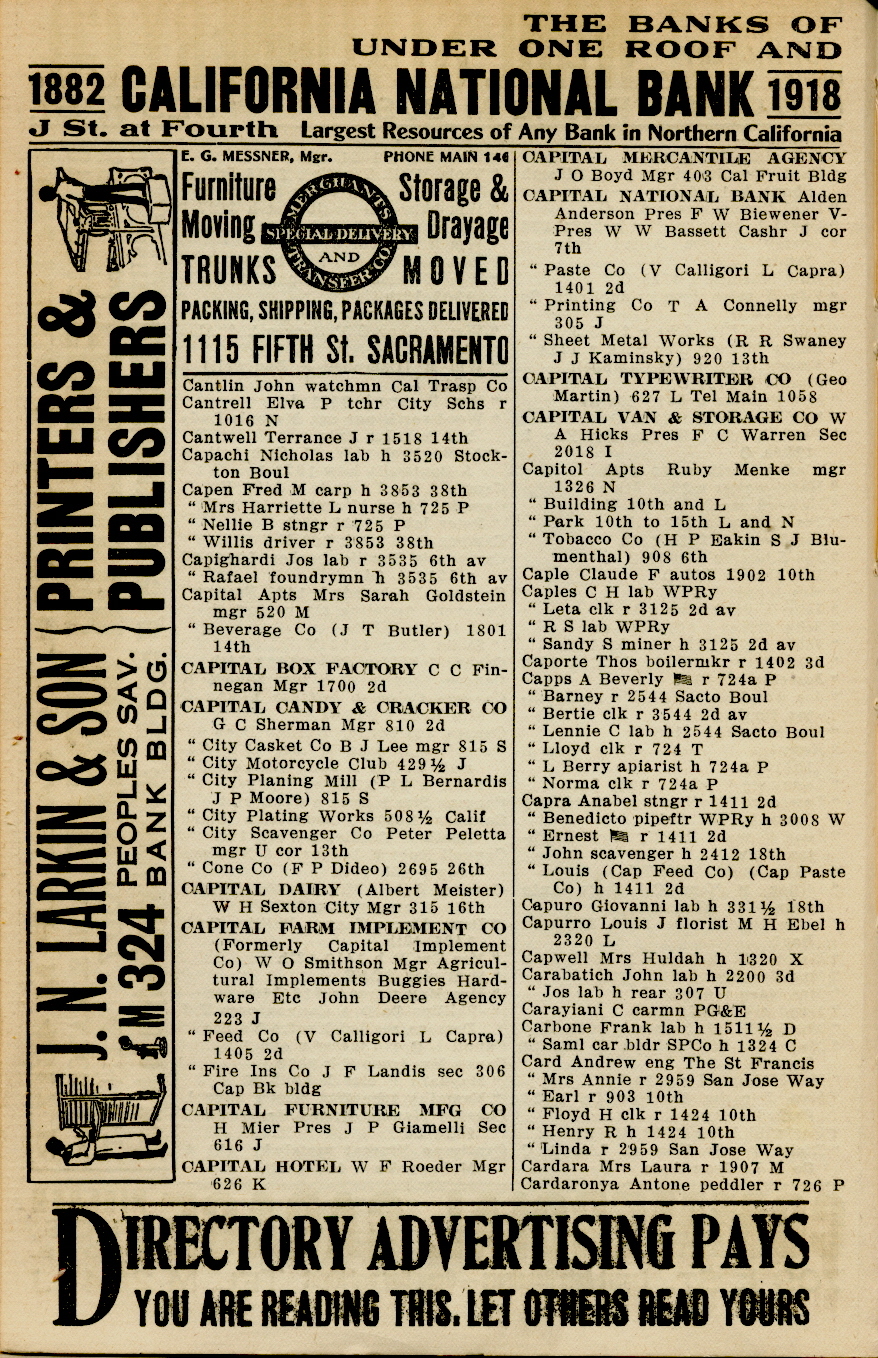 THE BANKS OF
UNDER ONE ROOF AND
1882 CALIFORNIA NATIONAL BANK 1918
J St. at Fourth Largest Resources of Any Bank in Northern California
PRINTERS &
PUBLISHERS
J. N. LARKIN & SON
PEOPLES SAV.
BANK BLDG.
M 324
E. G. MESSNER, Mgr. PHONE MAIN 146
Furniture Storage &
Moving Drayage
MERCHANTS
SPECIAL DELIVERY
AND
TRANSFER CO.
TRUNKS MOVED
PACKING, SHIPPING, PACKAGES DELIVERED
1115 FIFTH St. SACRAMENTO
Cantlin John watchmn Cal Trasp Co
Cantrell Elva P tchr City Schs r
1016 N
Cantwell Terrance J r 1518 14th
Capachi Nicholas lab h 3520 Stock-
ton Boul
Capen Fred M carp h 3853 38th
" Mrs Harriette L nurse h 725 P
" Nellie B stngr r 725 P
" Willis driver r 3853 38th
Capighardi Jos lab r 3535 6th av
" Rafael foundrymn h 3535 6th av
Capital Apts Mrs Sarah Goldstein
mgr 520 M
" Beverage Co (J T Butler) 1801
14th
CAPITAL BOX FACTORY C C Fin-
negan Mgr 1700 2d
CAPITAL CANDY & CRACKER CO
G C Sherman Mgr 810 2d
" City Casket Co B J Lee mgr 815 S
" City Motorcycle Club 429½ J
" City Planing Mill (P L Bernardis
J P Moore) 815 S
" City Plating Works 508½ Calif
" City Scavenger Co Peter Peletta
mgr U cor 13th
" Cone Co (F P Dideo) 2695 26th
CAPITAL DAIRY (Albert Meister)
W H Sexton City Mgr 315 16th
CAPITAL FARM IMPLEMENT CO
(Formerly Capital Implement
Co) W O Smithson Mgr Agricul-
tural Implements Buggies Hard-
ware Etc John Deere Agency
223 J
" Feed Co (V Calligori L Capra)
1405 2d
" Fire Ins Co J F Landis sec 306
Cap Bk bldg
CAPITAL FURNITURE MFG CO
H Mier Pres J P Giamelli Sec
616 J
CAPITAL HOTEL W F Roeder Mgr
626 K
CAPITAL MERCANTILE AGENCY
J O Boyd Mgr 403 Cal Fruit Bldg
CAPITAL NATIONAL BANK Alden
Anderson Pres F W Biewener V-
Pres W W Bassett Cashr J cor
7th
" Paste Co (V Calligori L Capra)
1401 2d
" Printing Co T A Connelly mgr
305 J
" Sheet Metal Works (R R Swaney
J J Kaminsky) 920 13th
CAPITAL TYPEWRITER CO (Geo
Martin) 627 L Tel Main 1058
CAPITAL VAN & STORAGE CO W
A Hicks Pres F C Warren Sec
2018 I
Capitol Apts Ruby Menke mgr
1326 N
" Building 10th and L
" Park 10th to 15th L and N
" Tobacco Co (H P Eakin S J Blu-
menthal) 908 6th
Caple Claude F autos 1902 10th
Caples C H lab WPRy
" Leta clk r 3125 2d av
" R S lab WPRy
" Sandy S miner h 3125 2d av
Caporte Thos boilermkr r 1402 3d
Capps A Beverly r 724a P
" Barney r 2544 Sacto Boul
" Bertie clk r 3544 2d av
" Lennie C lab h 2544 Sacto Boul
" Lloyd clk r 724 T
" L Berry apiarist h 724a P
" Norma clk r 724a P
Capra Anabel stngr r 1411 2d
" Benedicto pipeftr WPRy h 3008 W
" Ernest r 1411 2d
" John scavenger h 2412 18th
" Louis (Cap Feed Co) (Cap Paste
Co) h 1411 2d
Capuro Giovanni lab h 331½ 18th
Capurro Louis J florist M H Ebel h
2320 L
Capwell Mrs Huldah h 1320 X
Carabatich John lab h 2200 3d
" Jos lab h rear 307 U
Carayiani C carmn PG&E
Carbone Frank lab h 1511½ D
" Saml car bldr SPCo h 1324 C
Card Andrew eng The St Francis
" Mrs Annie r 2959 San Jose Way
" Earl r 903 10th
" Floyd H clk r 1424 10th
" Henry R h 1424 10th
" Linda r 2959 San Jose Way
Cardara Mrs Laura r 1907 M
Cardaronya Antone peddler r 726 P
DIRECTORY ADVERTISING PAYS
YOU ARE READING THIS. LET OTHERS READ YOURS